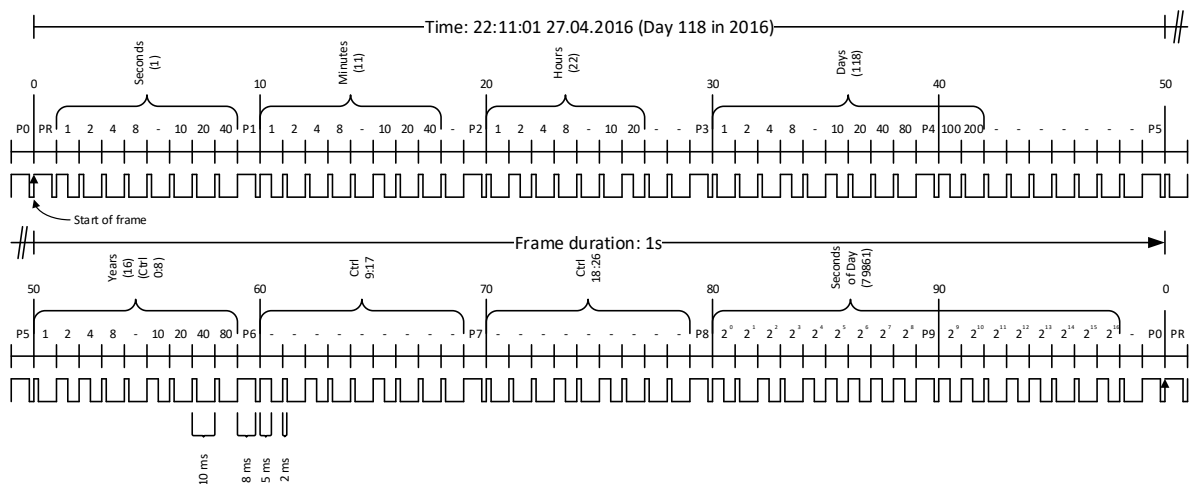 Time: 22:11:01 27.04.2016 (Day 118 in 2016)
Seconds
(1)
Minutes
(11)
Hours
(22)
Days
(118)
0 10 20 30 40 50
P0 PR 1 2 4 8 - 10 20 40 P1 1 2 4 8 - 10 20 40 - P2 1 2 4 8 - 10 20 - - P3 1 2 4 8 - 10 20 40 80 P4 100 200 - - - - - - - P5
Start of frame
Frame duration: 1s
Years
(16)
(Ctrl
0:8)
Ctrl
9:17
Ctrl
18:26
Seconds
of Day
(79861)
50 60 70 80 90 0
P5 1 2 4 8 - 10 20 40 80 P6 - - - - - - - - - P7 - - - - - - - - - P8 2⁰ 2¹ 2² 2³ 2⁴ 2⁵ 2⁶ 2⁷ 2⁸ P9 2⁹ 2¹⁰ 2¹¹ 2¹² 2¹³ 2¹⁴ 2¹⁵ 2¹⁶ - P0 PR
10 ms
8 ms
5 ms
2 ms